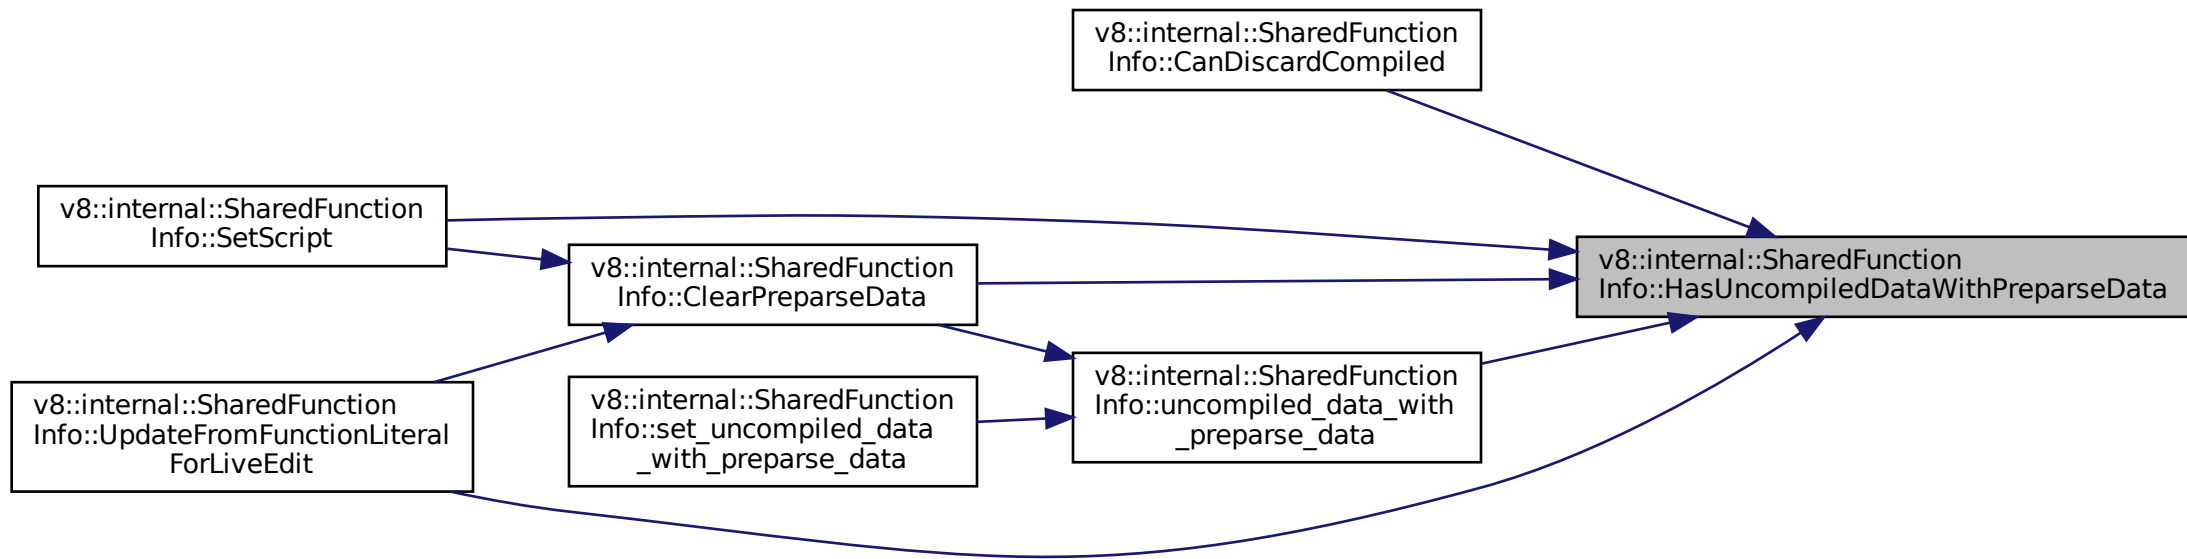 v8::internal::SharedFunction
Info::CanDiscardCompiled
v8::internal::SharedFunction
Info::SetScript
v8::internal::SharedFunction
Info::ClearPreparseData
v8::internal::SharedFunction
Info::HasUncompiledDataWithPreparseData
v8::internal::SharedFunction
Info::uncompiled_data_with
_preparse_data
v8::internal::SharedFunction
Info::set_uncompiled_data
_with_preparse_data
v8::internal::SharedFunction
Info::UpdateFromFunctionLiteral
ForLiveEdit